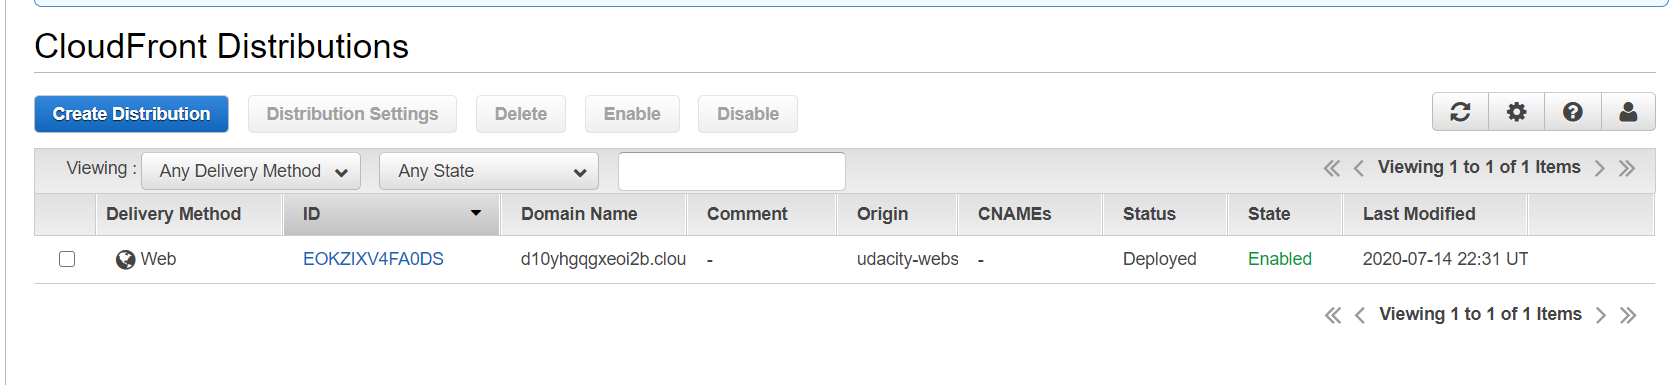 CloudFront Distributions
Create Distribution Distribution Settings Delete Enable Disable
Viewing : Any Delivery Method Any State Viewing 1 to 1 of 1 Items
Delivery Method ID Domain Name Comment Origin CNAMEs Status State Last Modified
Web EOKZIXV4FA0DS d10yhgqgxeoi2b.clou - udacity-webs - Deployed Enabled 2020-07-14 22:31 UT
Viewing 1 to 1 of 1 Items